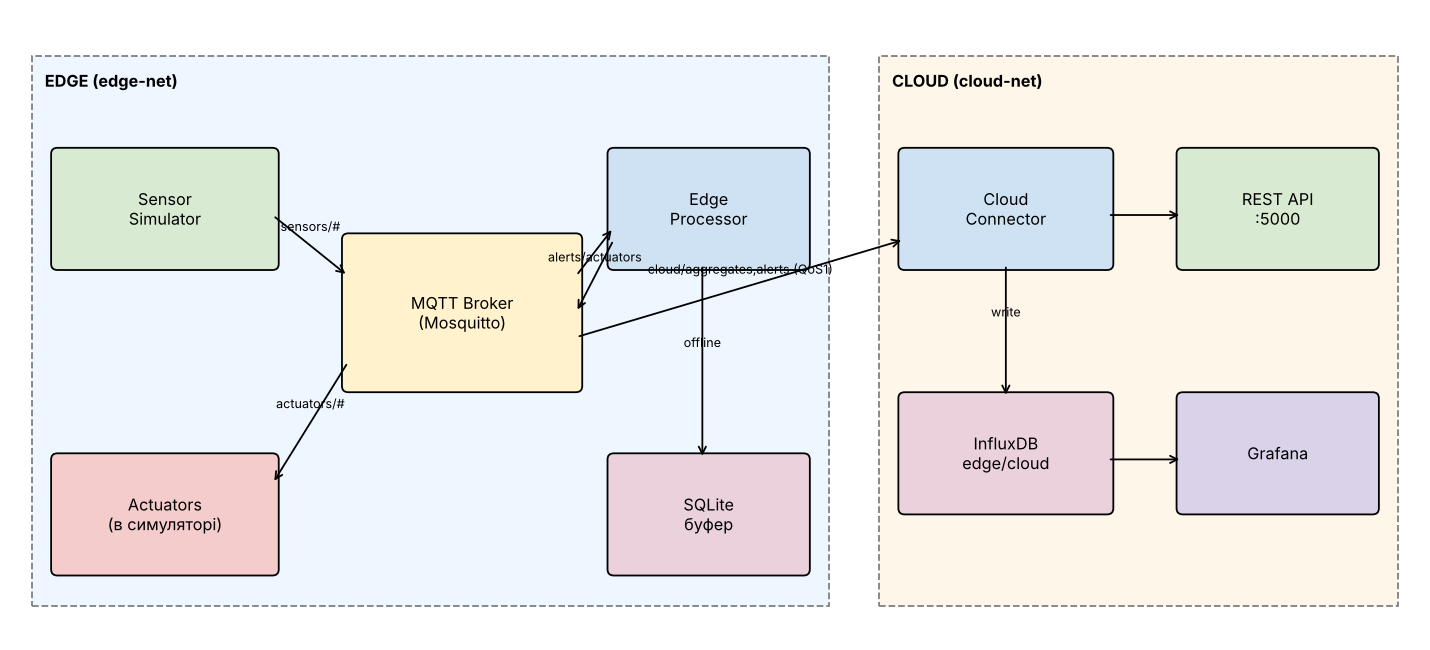 EDGE (edge-net)
CLOUD (cloud-net)
Sensor
Simulator
sensors/#
Edge
Processor
alerts/actuators
cloud/aggregates,alerts (QoS1)
Cloud
Connector
REST API
:5000
MQTT Broker
(Mosquitto)
offline
write
actuators/#
Actuators
(в симуляторі)
SQLite
буфер
InfluxDB
edge/cloud
Grafana